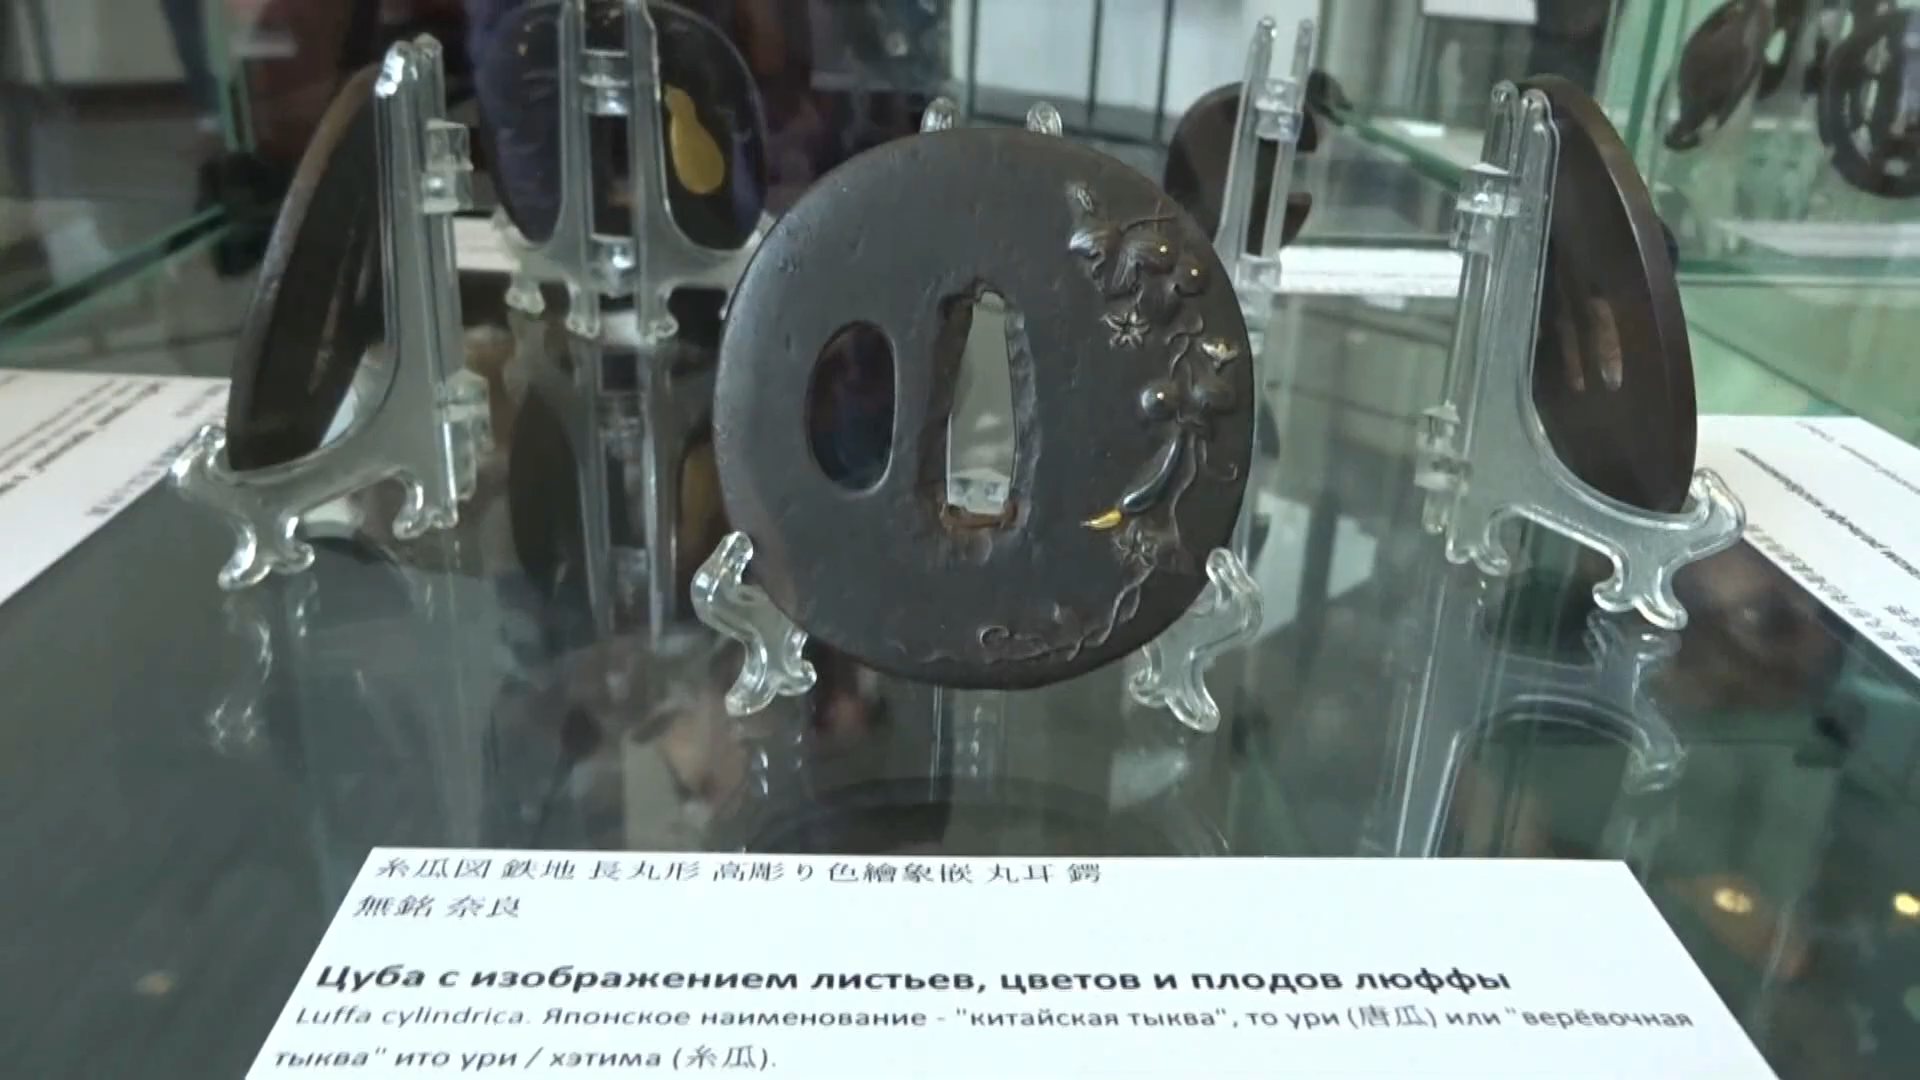 糸瓜図 鉄地 長丸形 高彫り色繪象嵌 丸耳 鍔
無銘 奈良
Цуба с изображением листьев, цветов и плодов люффы
Luffa cylindrica. Японское наименование - "китайская тыква", то ури (唐瓜) или "верёвочная
тыква" ито ури / хэтима (糸瓜).